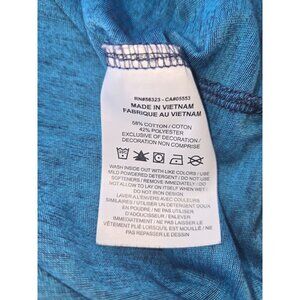 RN#56323 - CA#05553
MADE IN VIETNAM
FABRIQUE AU VIETNAM
58% COTTON / COTON
42% POLYESTER
EXCLUSIVE OF DECORATION /
DECORATION NON COMPRISE
WASH INSIDE OUT WITH LIKE COLORS / USE
MILD POWDERED DETERGENT / DO NOT USE
SOFTENERS / REMOVE IMMEDIATELY / DO
NOT ALLOW TO LAY ON ITSELF WHEN WET /
DO NOT IRON DESIGN
LAVER À L'ENVERS AVEC DES COULEURS
SIMILAIRES / UTILISER UN DETERGENT DOUX
EN POUDRE / NE PAS UTILISER
D'ADOUCISSEUR / ENLEVER
IMMÉDIATEMENT / NE PAS LAISSER LE
VÊTEMENT PLIÉ LORSQU'IL EST MOUILLÉ / NE
PAS REPASSER LE DESSIN